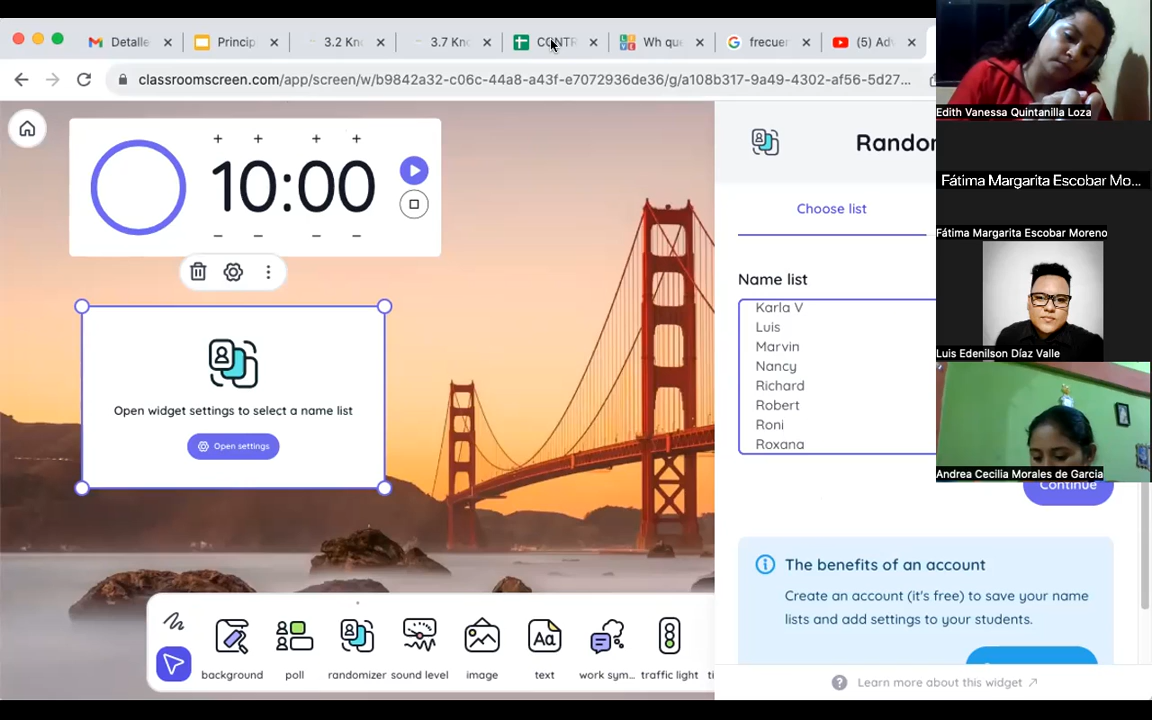 Detalle
Princip
3.2 Kn
3.7 Kn
CONTR
Wh que
frecuer
(5) Adv
classroomscreen.com/app/screen/w/b9842a32-c06c-44a8-a43f-e7072936de36/g/a108b317-9a49-4302-af56-5d27...
Edith Vanessa Quintanilla Loza
Fátima Margarita Escobar Mo...
Fátima Margarita Escobar Moreno
Luis Edenilson Díaz Valle
Andrea Cecilia Morales de Garcia
10:00
Open widget settings to select a name list
Open settings
Random
Choose list
Name list
Karla V
Luis
Marvin
Nancy
Richard
Robert
Roni
Roxana
Continue
The benefits of an account
Create an account (it's free) to save your name
lists and add settings to your students.
Learn more about this widget
background
poll
randomizer
sound level
image
Aa
text
work sym...
traffic light